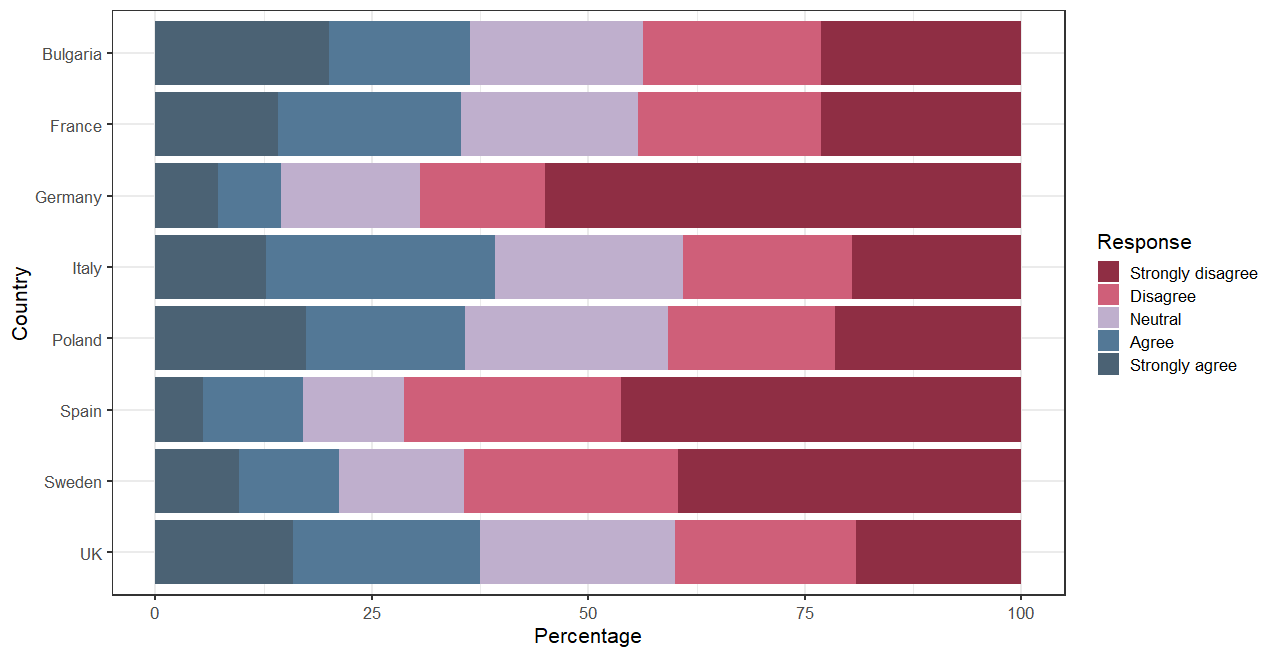 Bulgaria
France
Germany
Italy
Poland
Spain
Sweden
UK
Country
0 25 50 75 100
Percentage
Response
Strongly disagree
Disagree
Neutral
Agree
Strongly agree